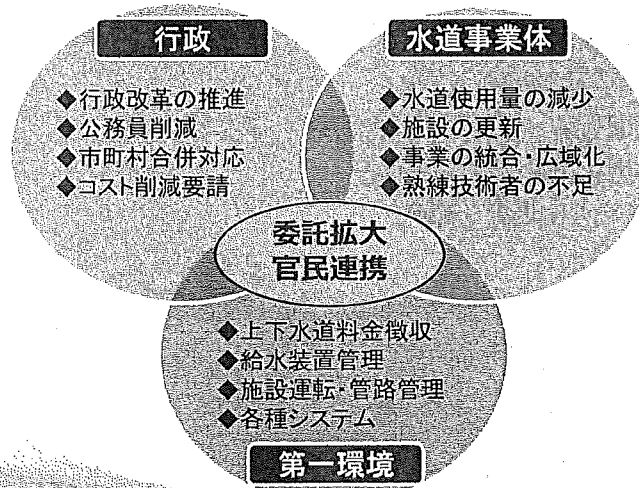 行政
◆行政改革の推進
◆公務員削減
◆市町村合併対応
◆コスト削減要請
水道事業体
◆水道使用量の減少
◆施設の更新
◆事業の統合・広域化
◆熟練技術者の不足
委託拡大
官民連携
◆上下水道料金徴収
◆給水装置管理
◆施設運転・管路管理
◆各種システム
第一環境